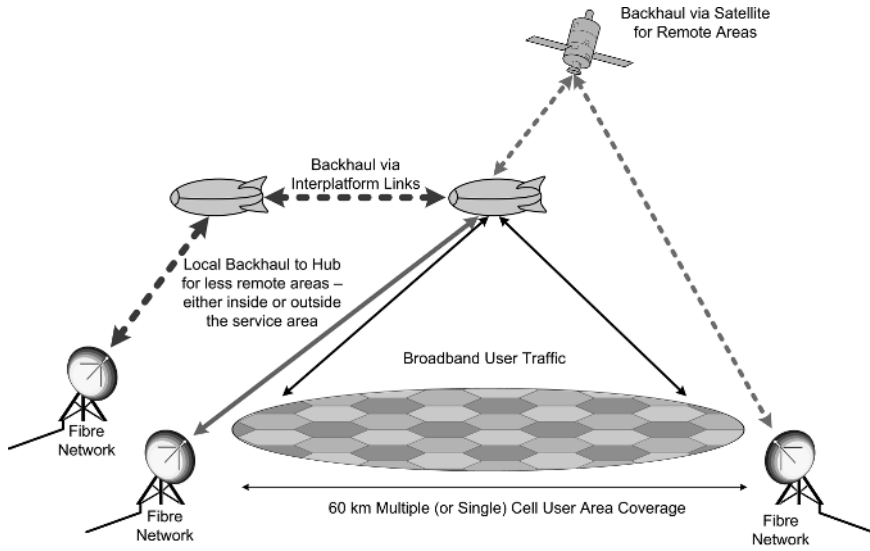 Backhaul via Satellite
for Remote Areas
Backhaul via
Interplatform Links
Local Backhaul to Hub
for less remote areas –
either inside or outside
the service area
Broadband User Traffic
Fibre
Network
Fibre
Network
60 km Multiple (or Single) Cell User Area Coverage
Fibre
Network